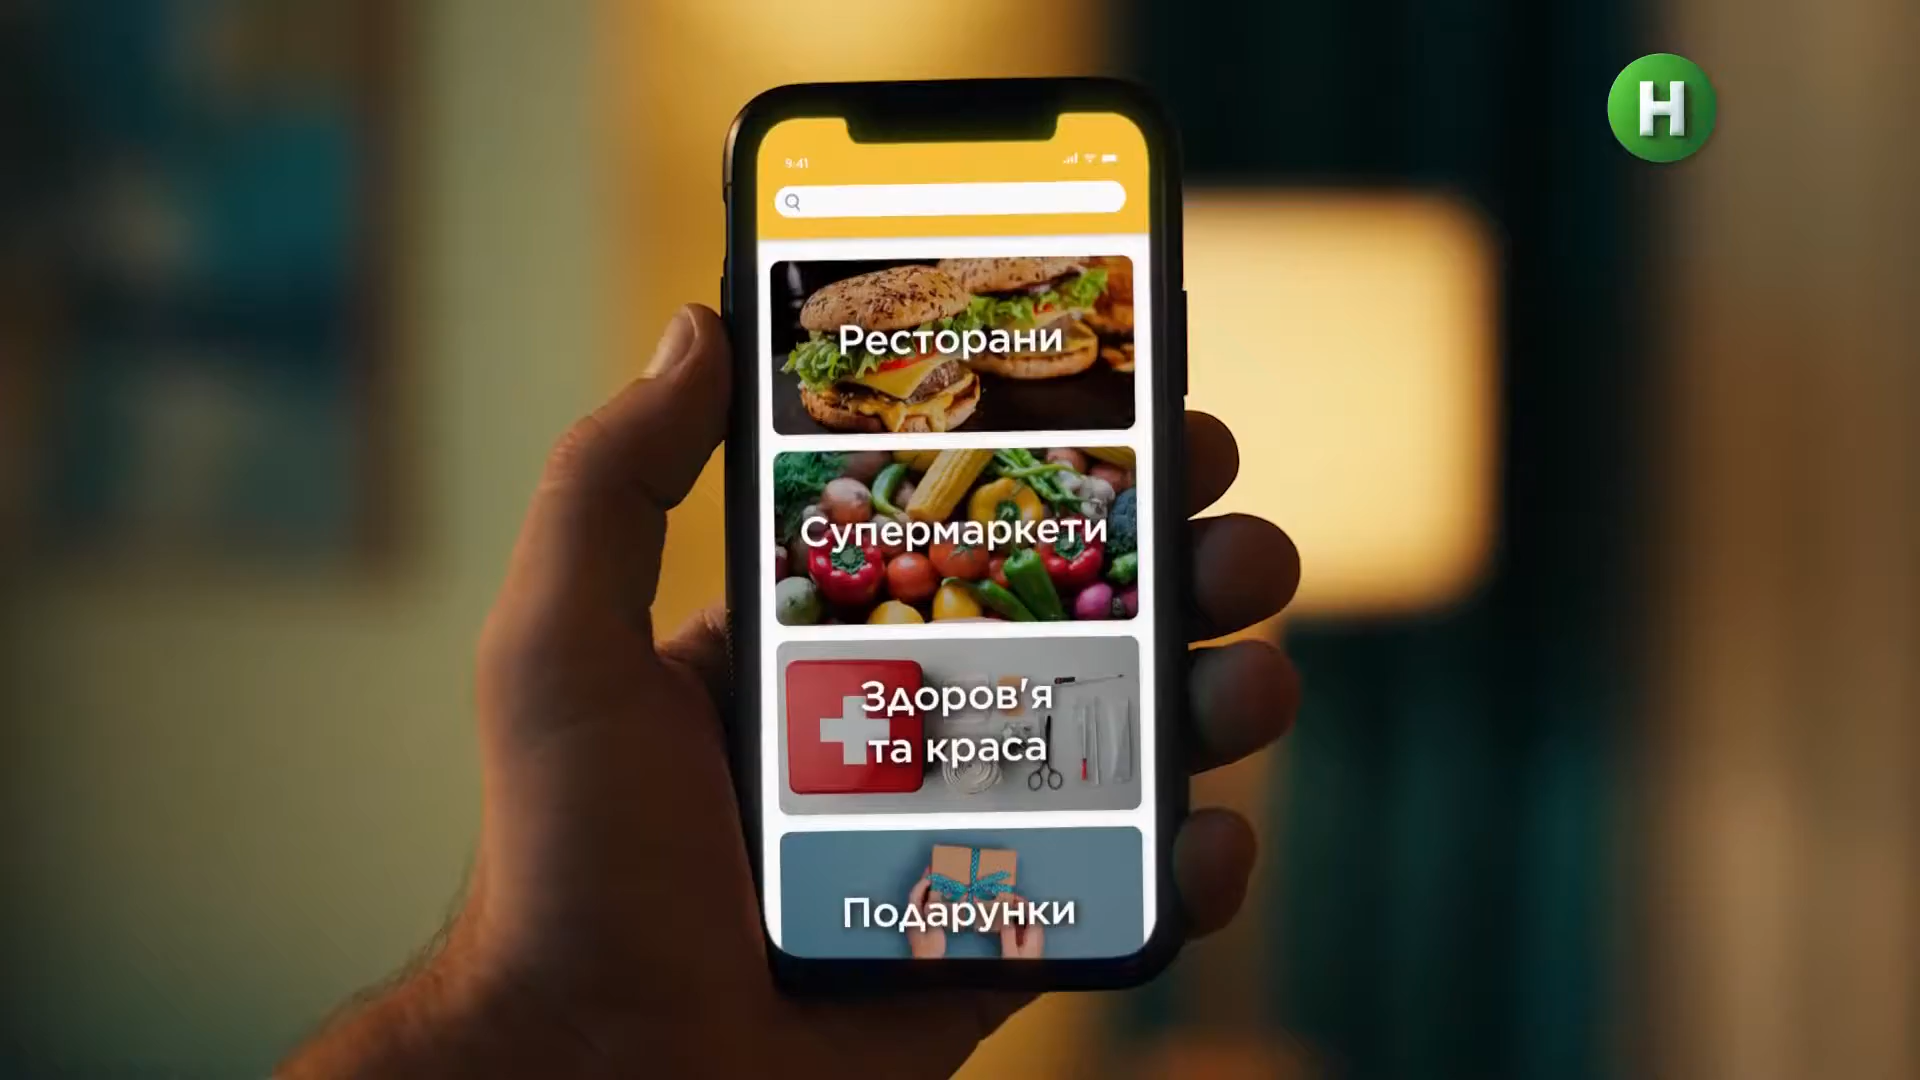 Н
9:41
Ресторани
Супермаркети
Здоров'я
та краса
Подарунки